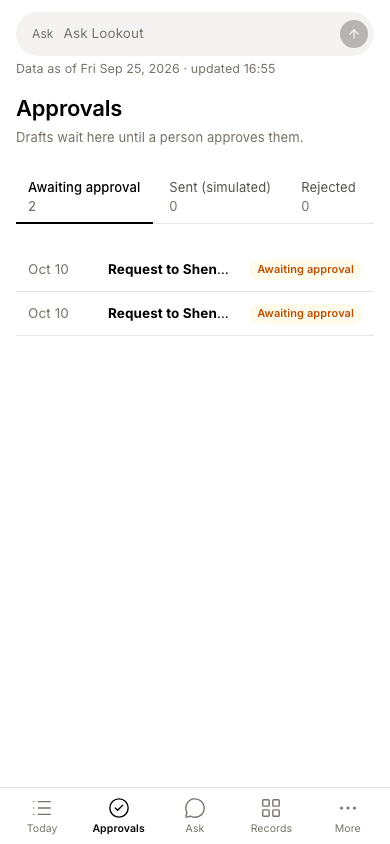 Ask Ask Lookout
Data as of Fri Sep 25, 2026 · updated 16:55
Approvals
Drafts wait here until a person approves them.
Awaiting approval Sent (simulated) Rejected
2 0 0
Oct 10 Request to Shen... Awaiting approval
Oct 10 Request to Shen... Awaiting approval
Today Approvals Ask Records More